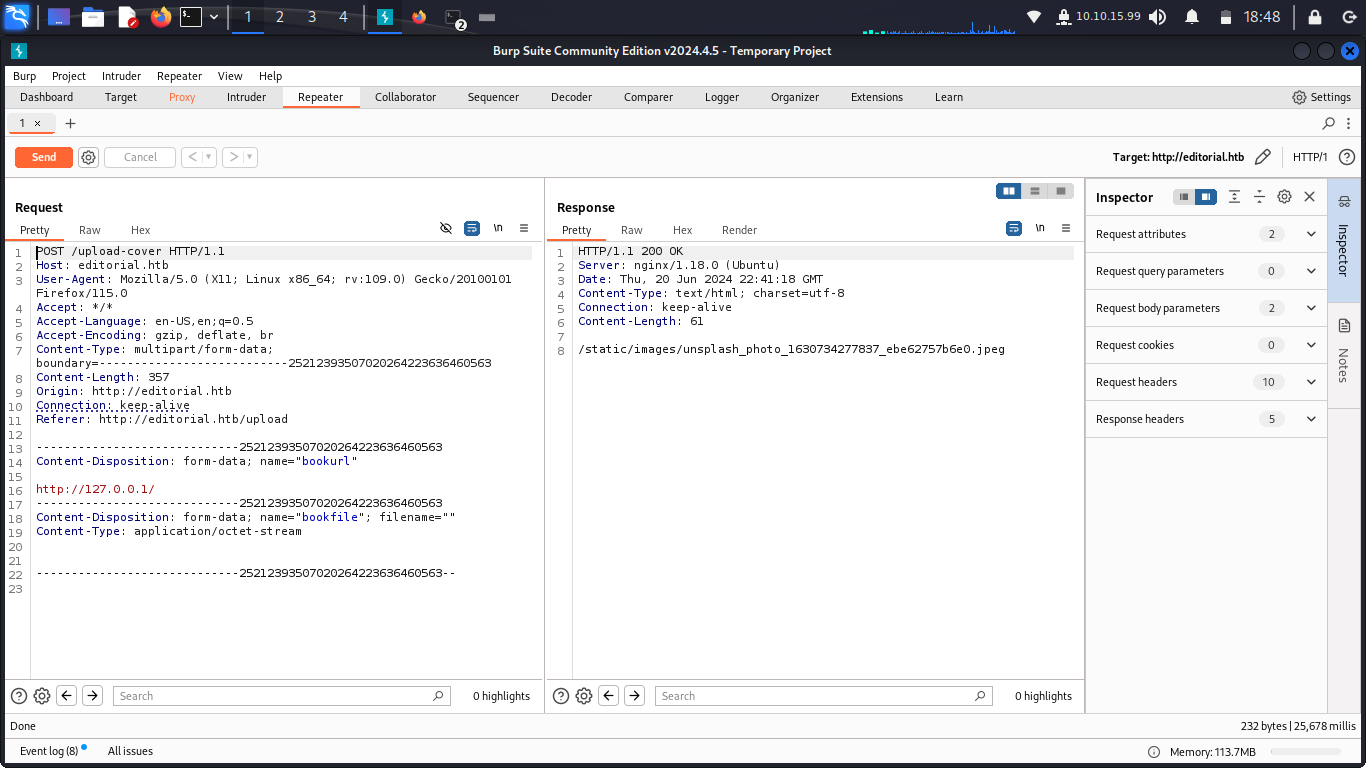 1 2 3 4 2 10.10.15.99 18:48
Burp Suite Community Edition v2024.4.5 - Temporary Project
Burp Project Intruder Repeater View Help
Dashboard Target Proxy Intruder Repeater Collaborator Sequencer Decoder Comparer Logger Organizer Extensions Learn Settings
1 × +
Send Cancel < > Target: http://editorial.htb HTTP/1 ?
Request
Pretty Raw Hex \n
1 POST /upload-cover HTTP/1.1
2 Host: editorial.htb
3 User-Agent: Mozilla/5.0 (X11; Linux x86_64; rv:109.0) Gecko/20100101
Firefox/115.0
4 Accept: */*
5 Accept-Language: en-US,en;q=0.5
6 Accept-Encoding: gzip, deflate, br
7 Content-Type: multipart/form-data;
boundary=---------------------------252123935070202642236364605​63
8 Content-Length: 357
9 Origin: http://editorial.htb
10 Connection: keep-alive
11 Referer: http://editorial.htb/upload
12
13 -----------------------------25212393507020264223636460563
14 Content-Disposition: form-data; name="bookurl"
15
16 http://127.0.0.1/
17 -----------------------------25212393507020264223636460563
18 Content-Disposition: form-data; name="bookfile"; filename=""
19 Content-Type: application/octet-stream
20
21
22 -----------------------------25212393507020264223636460563--
23
? Search 0 highlights
Response
Pretty Raw Hex Render \n
1 HTTP/1.1 200 OK
2 Server: nginx/1.18.0 (Ubuntu)
3 Date: Thu, 20 Jun 2024 22:41:18 GMT
4 Content-Type: text/html; charset=utf-8
5 Connection: keep-alive
6 Content-Length: 61
7
8 /static/images/unsplash_photo_1630734277837_ebe62757b6e0.jpeg
? Search 0 highlights
Inspector
Request attributes 2
Request query parameters 0
Request body parameters 2
Request cookies 0
Request headers 10
Response headers 5
Inspector
Notes
Done 232 bytes | 25,678 millis
Event log (8) All issues Memory: 113.7MB